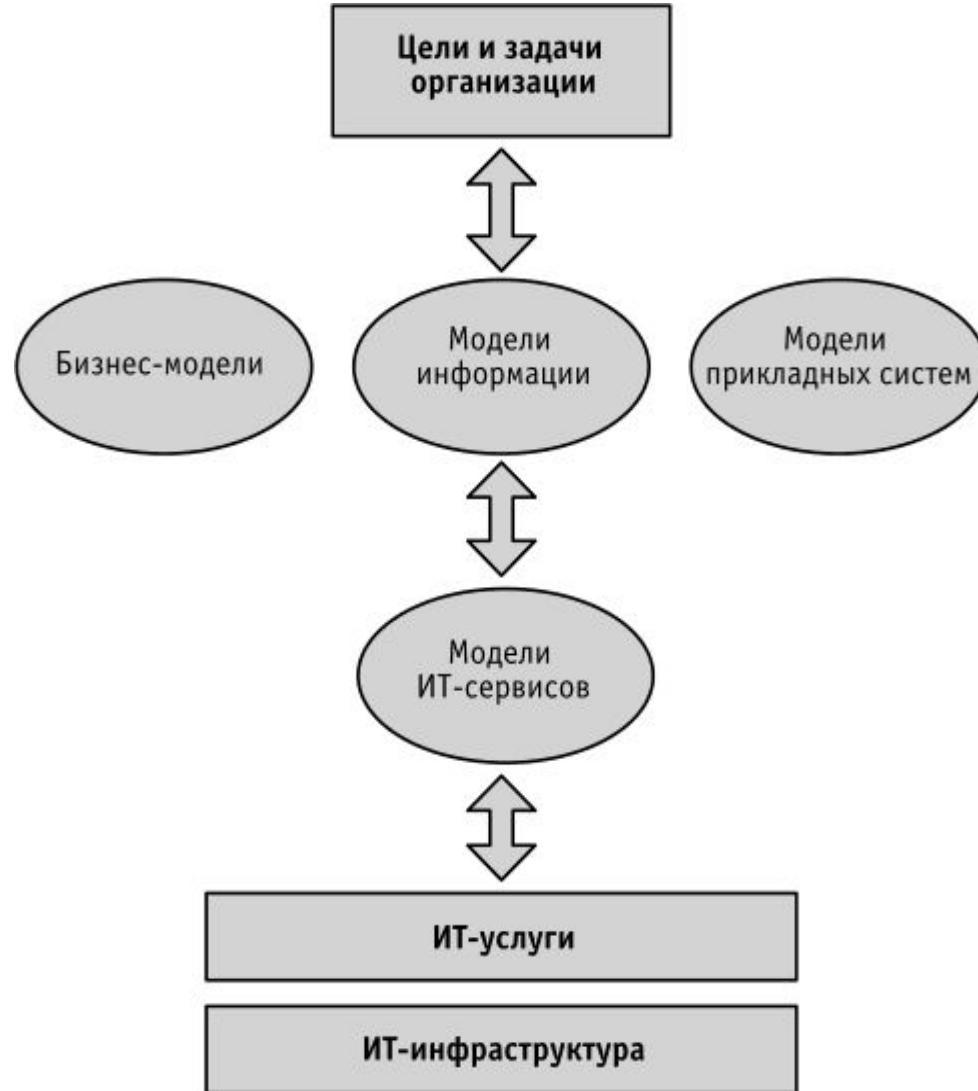 Цели и задачи
организации
Бизнес-модели
Модели
информации
Модели
прикладных систем
Модели
ИТ-сервисов
ИТ-услуги
ИТ-инфраструктура